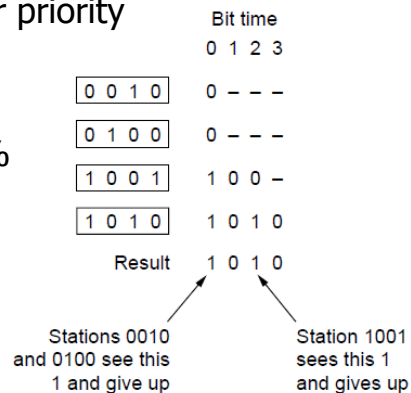 r priority
Bit time
0 1 2 3
0 0 1 0 0 – – –
0 1 0 0 0 – – –
%
1 0 0 1 1 0 0 –
1 0 1 0 1 0 1 0
Result 1 0 1 0
Stations 0010
and 0100 see this
1 and give up
Station 1001
sees this 1
and gives up